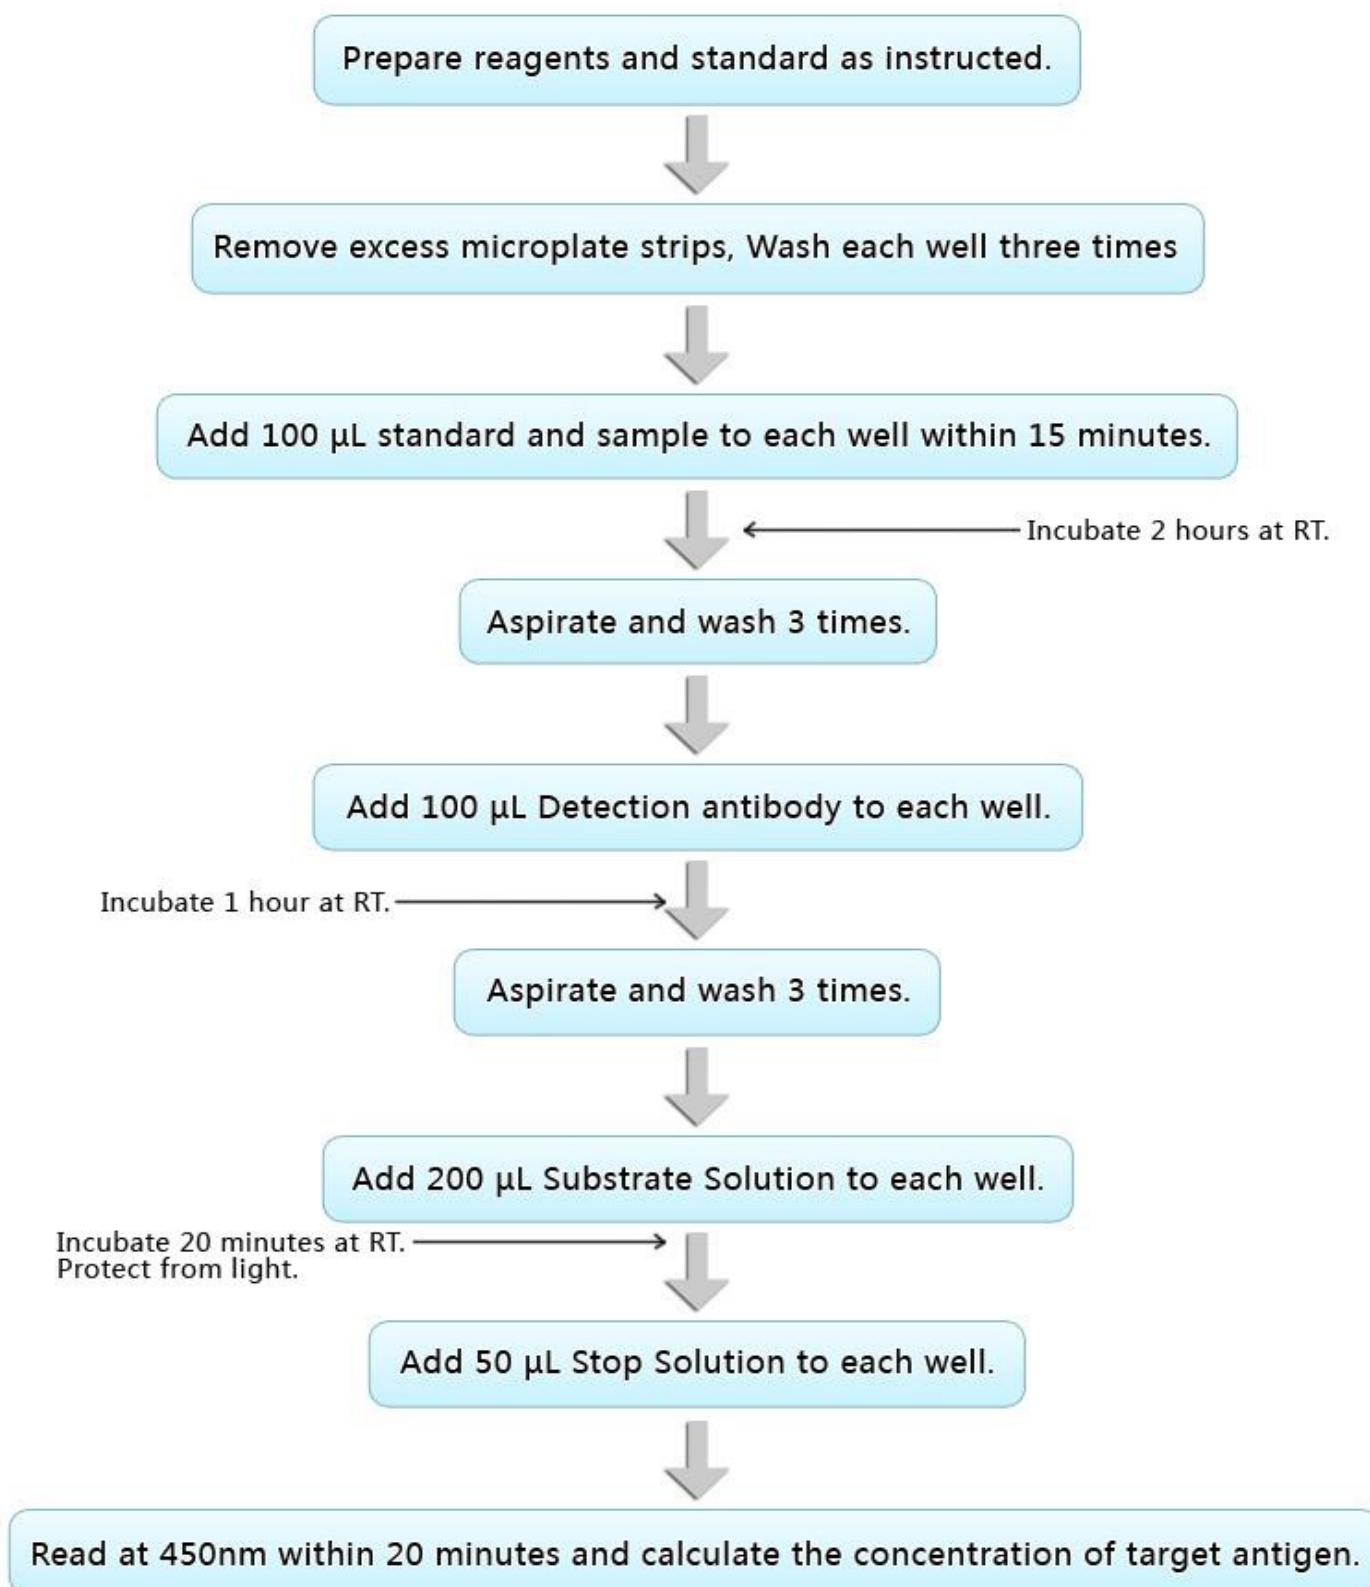 Prepare reagents and standard as instructed.
Remove excess microplate strips, Wash each well three times
Add 100 μL standard and sample to each well within 15 minutes.
Incubate 2 hours at RT.
Aspirate and wash 3 times.
Add 100 μL Detection antibody to each well.
Incubate 1 hour at RT.
Aspirate and wash 3 times.
Add 200 μL Substrate Solution to each well.
Incubate 20 minutes at RT.
Protect from light.
Add 50 μL Stop Solution to each well.
Read at 450nm within 20 minutes and calculate the concentration of target antigen.